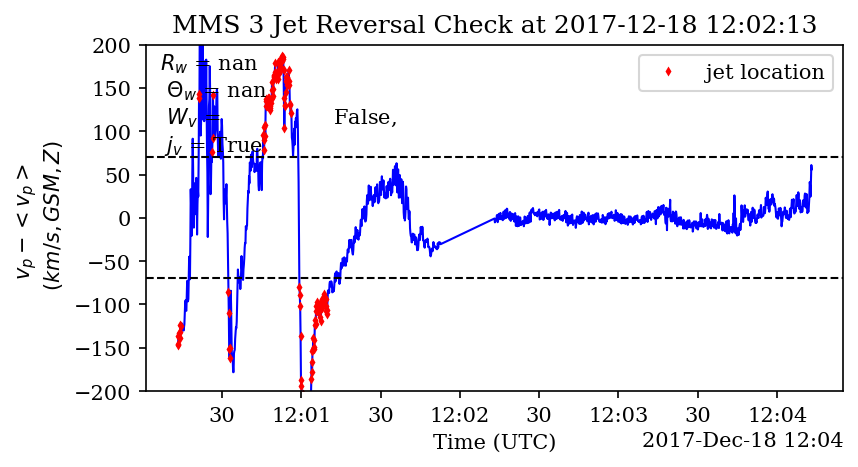 MMS 3 Jet Reversal Check at 2017-12-18 12:02:13
R_w = nan
Θ_w = nan
W_v = False,
j_v = True
jet location
v_p − < v_p >
(km/s, GSM, Z)
200
150
100
50
0
−50
−100
−150
−200
30 12:01 30 12:02 30 12:03 30 12:04
Time (UTC)
2017-Dec-18 12:04